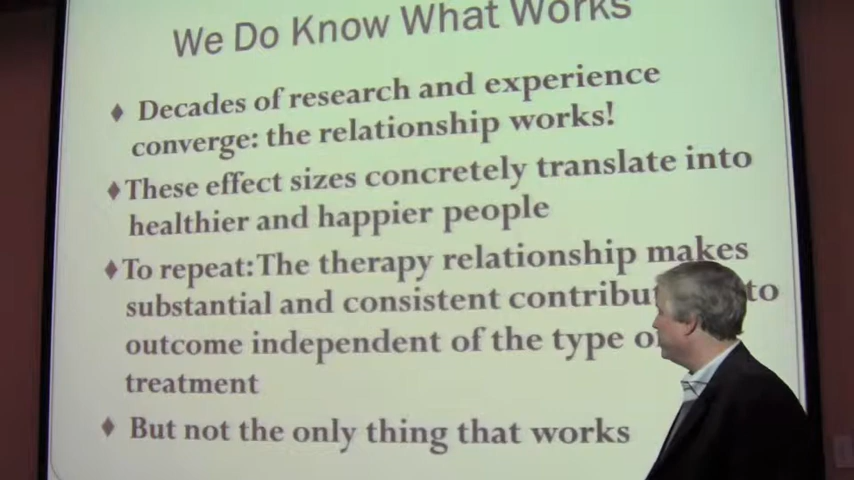 We Do Know What Works
♦ Decades of research and experience
converge: the relationship works!
♦ These effect sizes concretely translate into
healthier and happier people
♦ To repeat: The therapy relationship makes
substantial and consistent to
outcome independent of the type
treatment
♦ But not the only thing that works